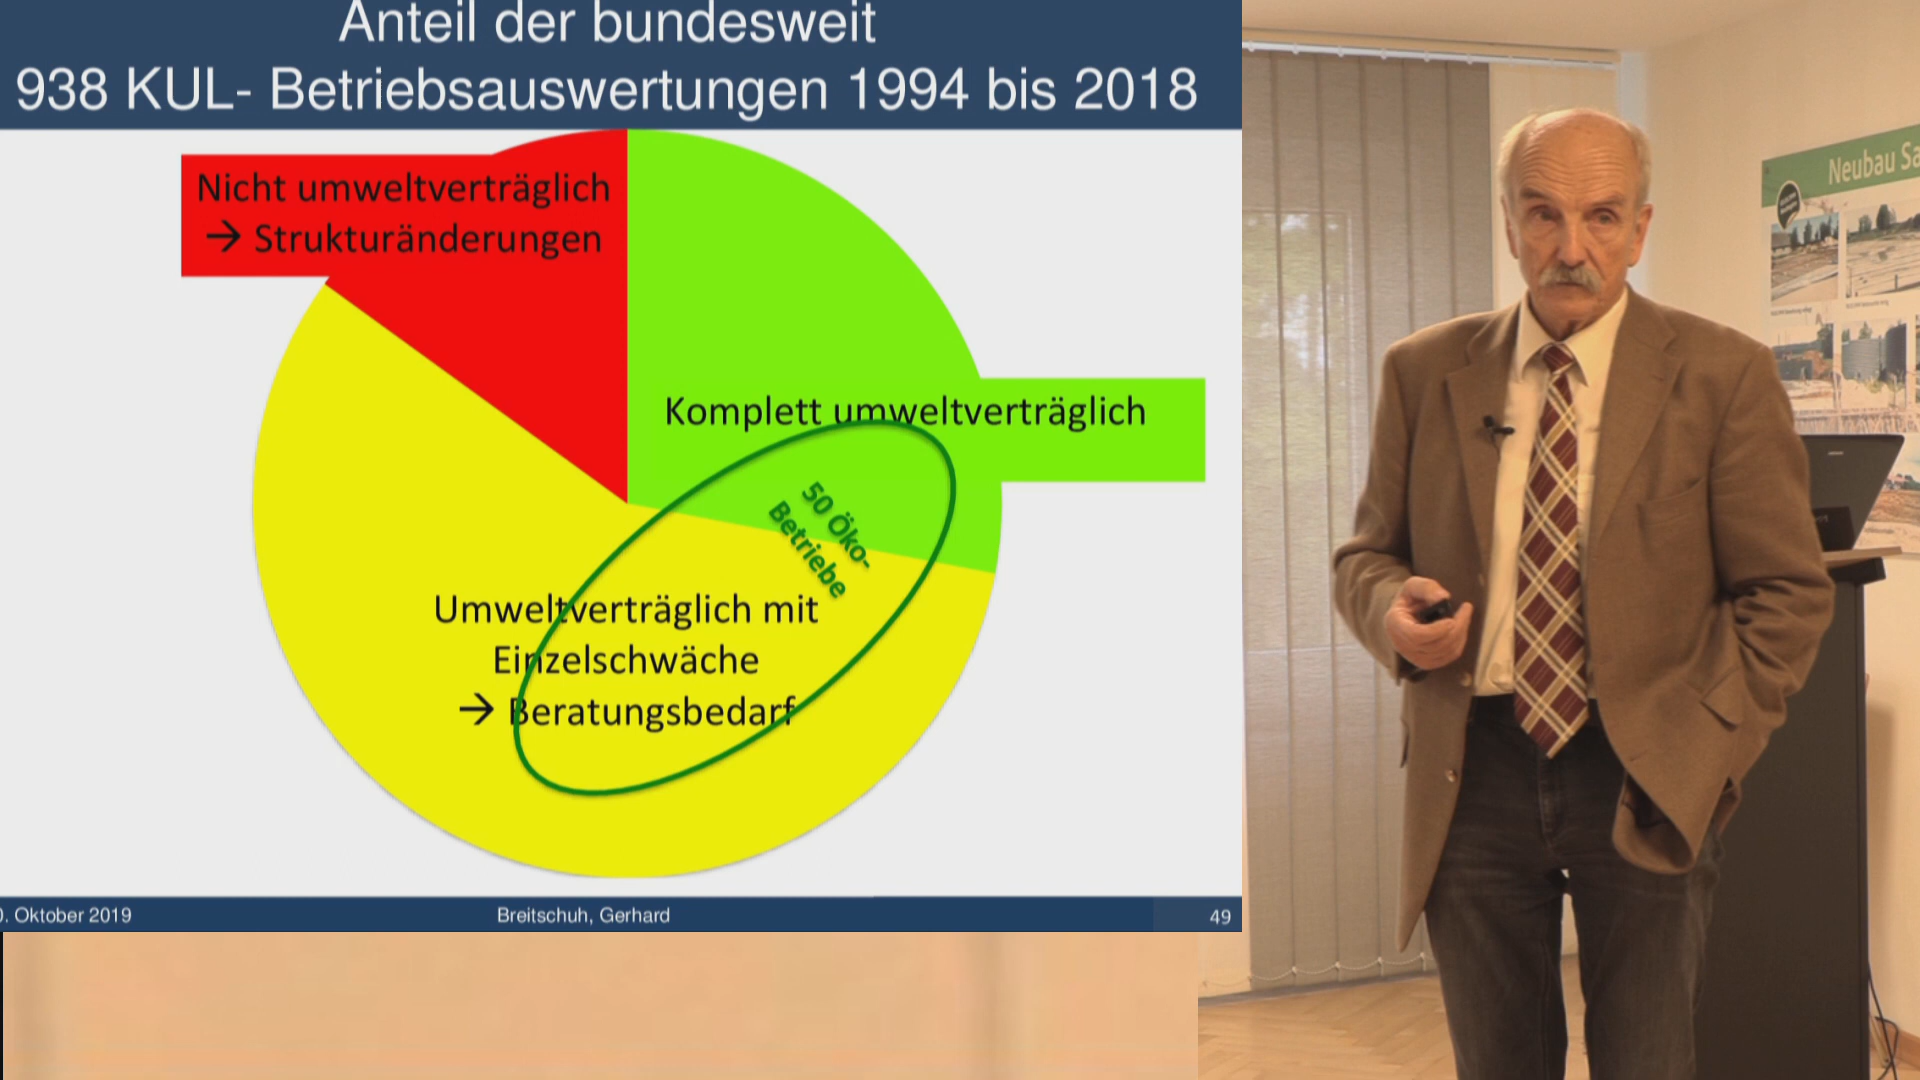 Anteil der bundesweit
938 KUL- Betriebsauswertungen 1994 bis 2018
Nicht umweltverträglich
→ Strukturänderungen
Komplett umweltverträglich
50 Öko-
Betriebe
Umweltverträglich mit
Einzelschwäche
→ Beratungsbedarf
. Oktober 2019
Breitschuh, Gerhard
49
Neubau Sa